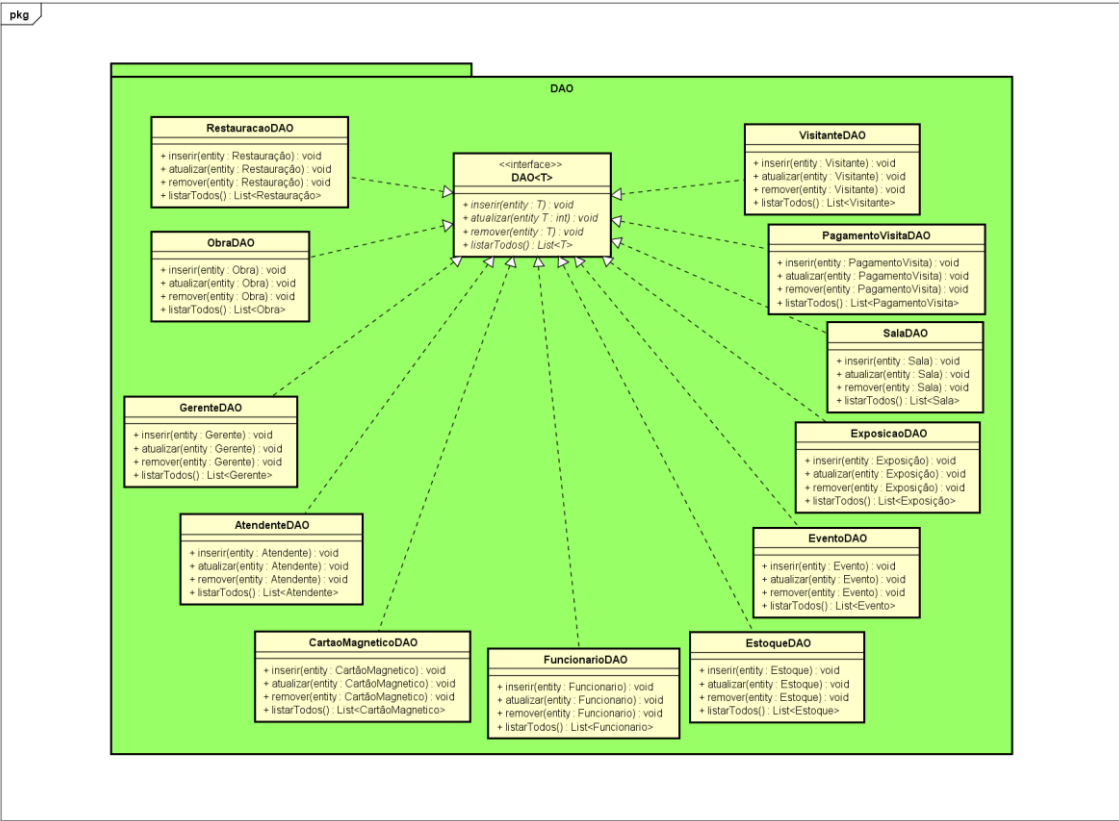 pkg
DAO
RestauracaoDAO
+ inserir(entity : Restauração) : void
+ atualizar(entity : Restauração) : void
+ remover(entity : Restauração) : void
+ listarTodos() : List<Restauração>
ObraDAO
+ inserir(entity : Obra) : void
+ atualizar(entity : Obra) : void
+ remover(entity : Obra) : void
+ listarTodos() : List<Obra>
GerenteDAO
+ inserir(entity : Gerente) : void
+ atualizar(entity : Gerente) : void
+ remover(entity : Gerente) : void
+ listarTodos() : List<Gerente>
AtendenteDAO
+ inserir(entity : Atendente) : void
+ atualizar(entity : Atendente) : void
+ remover(entity : Atendente) : void
+ listarTodos() : List<Atendente>
CartaoMagneticoDAO
+ inserir(entity : CartãoMagnetico) : void
+ atualizar(entity : CartãoMagnetico) : void
+ remover(entity : CartãoMagnetico) : void
+ listarTodos() : List<CartãoMagnetico>
<<interface>>
DAO<T>
+ inserir(entity : T) : void
+ atualizar(entity T : int) : void
+ remover(entity : T) : void
+ listarTodos() : List<T>
FuncionarioDAO
+ inserir(entity : Funcionario) : void
+ atualizar(entity : Funcionario) : void
+ remover(entity : Funcionario) : void
+ listarTodos() : List<Funcionario>
VisitanteDAO
+ inserir(entity : Visitante) : void
+ atualizar(entity : Visitante) : void
+ remover(entity : Visitante) : void
+ listarTodos() : List<Visitante>
PagamentoVisitaDAO
+ inserir(entity : PagamentoVisita) : void
+ atualizar(entity : PagamentoVisita) : void
+ remover(entity : PagamentoVisita) : void
+ listarTodos() : List<PagamentoVisita>
SalaDAO
+ inserir(entity : Sala) : void
+ atualizar(entity : Sala) : void
+ remover(entity : Sala) : void
+ listarTodos() : List<Sala>
ExposicaoDAO
+ inserir(entity : Exposição) : void
+ atualizar(entity : Exposição) : void
+ remover(entity : Exposição) : void
+ listarTodos() : List<Exposição>
EventoDAO
+ inserir(entity : Evento) : void
+ atualizar(entity : Evento) : void
+ remover(entity : Evento) : void
+ listarTodos() : List<Evento>
EstoqueDAO
+ inserir(entity : Estoque) : void
+ atualizar(entity : Estoque) : void
+ remover(entity : Estoque) : void
+ listarTodos() : List<Estoque>